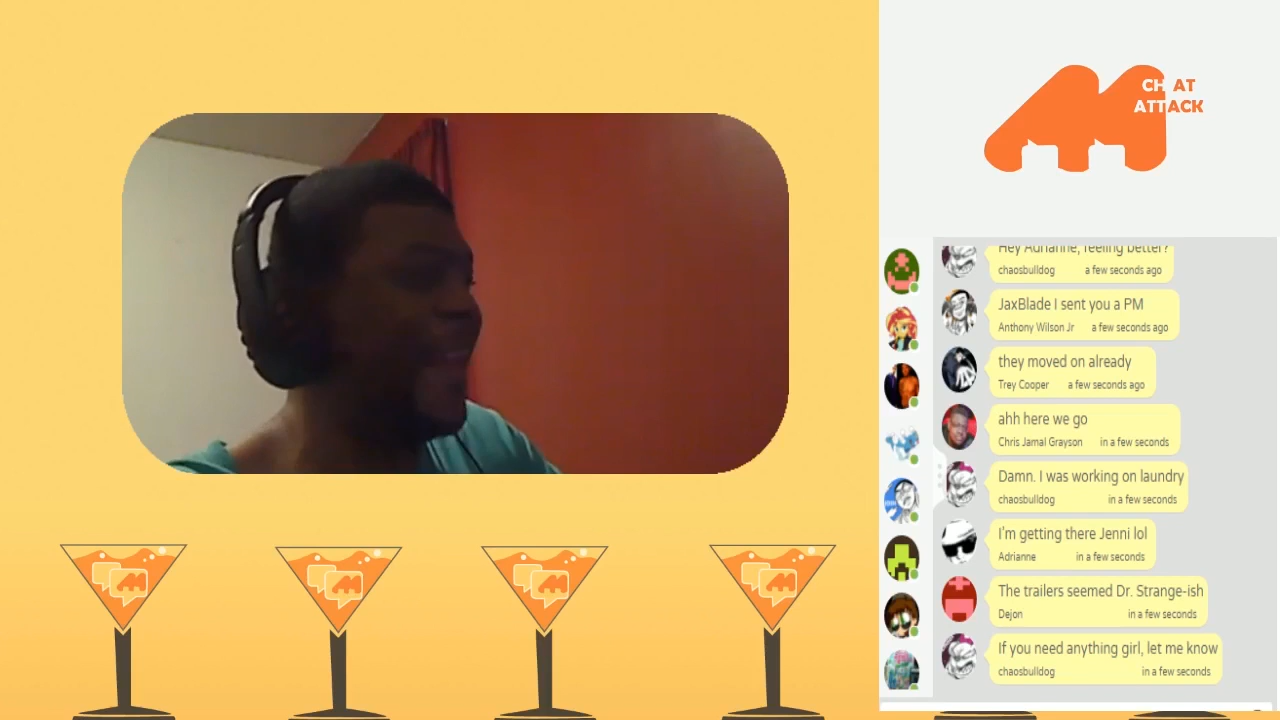 CHAT
ATTACK
Hey Adrianne, feeling better?
chaosbulldog a few seconds ago
JaxBlade I sent you a PM
Anthony Wilson Jr a few seconds ago
they moved on already
Trey Cooper a few seconds ago
ahh here we go
Chris Jamal Grayson in a few seconds
Damn. I was working on laundry
chaosbulldog in a few seconds
I'm getting there Jenni lol
Adrianne in a few seconds
The trailers seemed Dr. Strange-ish
Dejon in a few seconds
If you need anything girl, let me know
chaosbulldog in a few seconds